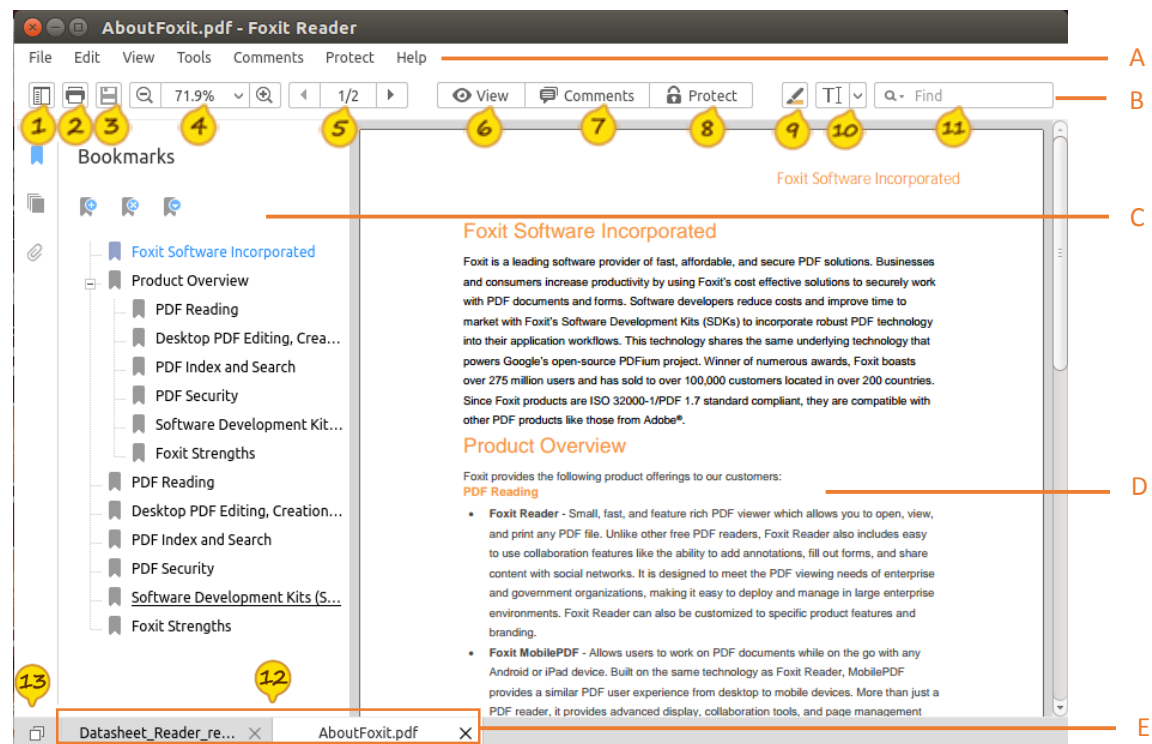 AboutFoxit.pdf - Foxit Reader
File Edit View Tools Comments Protect Help
A
71.9% 1/2 View Comments Protect TI Find
B
1 2 3 4 5 6 7 8 9 10 11
Bookmarks
C
Foxit Software Incorporated
Product Overview
PDF Reading
Desktop PDF Editing, Crea...
PDF Index and Search
PDF Security
Software Development Kit...
Foxit Strengths
PDF Reading
Desktop PDF Editing, Creation...
PDF Index and Search
PDF Security
Software Development Kits (S...
Foxit Strengths
Foxit Software Incorporated
Foxit Software Incorporated
Foxit is a leading software provider of fast, affordable, and secure PDF solutions. Businesses
and consumers increase productivity by using Foxit's cost effective solutions to securely work
with PDF documents and forms. Software developers reduce costs and improve time to
market with Foxit's Software Development Kits (SDKs) to incorporate robust PDF technology
into their application workflows. This technology shares the same underlying technology that
powers Google's open-source PDFium project. Winner of numerous awards, Foxit boasts
over 275 million users and has sold to over 100,000 customers located in over 200 countries.
Since Foxit products are ISO 32000-1/PDF 1.7 standard compliant, they are compatible with
other PDF products like those from Adobe®.
Product Overview
Foxit provides the following product offerings to our customers:
PDF Reading
D
• Foxit Reader - Small, fast, and feature rich PDF viewer which allows you to open, view,
and print any PDF file. Unlike other free PDF readers, Foxit Reader also includes easy
to use collaboration features like the ability to add annotations, fill out forms, and share
content with social networks. It is designed to meet the PDF viewing needs of enterprise
and government organizations, making it easy to deploy and manage in large enterprise
environments. Foxit Reader can also be customized to specific product features and
branding.
• Foxit MobilePDF - Allows users to work on PDF documents while on the go with any
Android or iPad device. Built on the same technology as Foxit Reader, MobilePDF
provides a similar PDF user experience from desktop to mobile devices. More than just a
PDF reader, it provides advanced display, collaboration tools, and page management
13 12
Datasheet_Reader_re... AboutFoxit.pdf
E